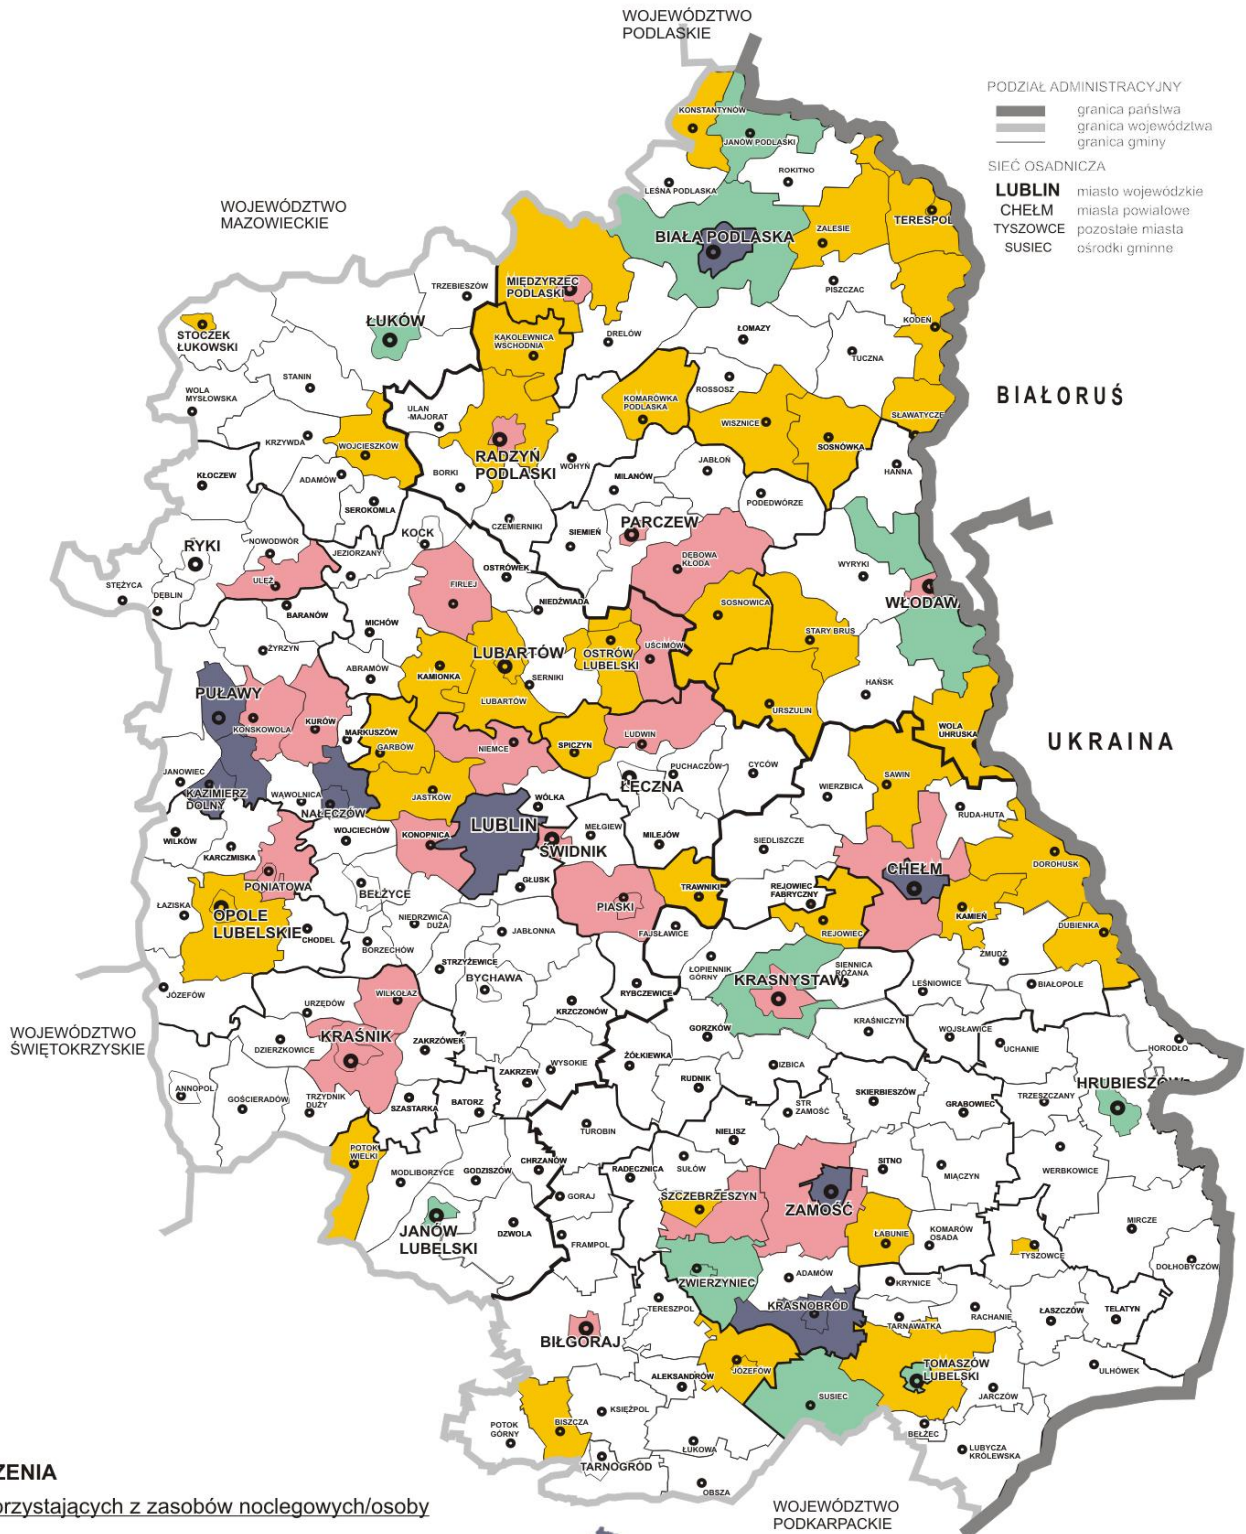 WOJEWÓDZTWO
PODLASKIE
PODZIAŁ ADMINISTRACYJNY
granica państwa
granica województwa
granica gminy
SIEĆ OSADNICZA
LUBLIN miasto wojewódzkie
CHEŁM miasta powiatowe
TYSZOWCE pozostałe miasta
SUSIEC ośrodki gminne
KONSTANTYNÓW
JANÓW PODLASKI
ROKITNO
LEŚNA PODLASKA
WOJEWÓDZTWO
MAZOWIECKIE
TERESPOL
ZALESIE
BIAŁA PODLASKA
MIĘDZYRZEC
PODLASKI
TRZEBIESZÓW
PISZCZAC
KODEŃ
ŁUKÓW
STOCZEK
ŁUKOWSKI
KĄKOLEWNICA
WSCHODNIA
DRELÓW
ŁOMAZY
TUCZNA
STANIN
WOLA
MYSŁOWSKA
ROSSOSZ
KOMARÓWKA
PODLASKA
BIAŁORUŚ
ULAN
-MAJORAT
WISZNICE
SŁAWATYCZE
KRZYWDA
WOJCIESZKÓW
SOSNÓWKA
RADZYŃ
PODLASKI
WOHYŃ
JABŁOŃ
HANNA
KŁOCZEW
ADAMÓW
BORKI
MILANÓW
PODEDWÓRZE
SEROKOMLA
CZEMIERNIKI
PARCZEW
KOCK
SIEMIEŃ
RYKI
NOWODWÓR
JEZIORZANY
DĘBOWA
KŁODA
WYRYKI
OSTRÓWEK
STĘŻYCA
DĘBLIN
UŁĘŻ
FIRLEJ
WŁODAW
BARANÓW
NIEDŹWIADA
SOSNOWICA
MICHÓW
STARY BRUS
ŻYRZYN
LUBARTÓW
OSTRÓW
LUBELSKI
UŚCIMÓW
ABRAMÓW
KAMIONKA
SERNIKI
HAŃSK
PUŁAWY
LUBARTÓW
URSZULIN
KOŃSKOWOLA
KURÓW
MARKUSZÓW
GARBÓW
NIEMCE
SPICZYN
LUDWIN
WOLA
UHRUSKA
UKRAINA
JANOWIEC
KAZIMIERZ
DOLNY
WĄWOLNICA
NAŁĘCZÓW
JASTKÓW
WÓLKA
PUCHACZÓW
ŁĘCZNA
CYCÓW
WIERZBICA
SAWIN
RUDA-HUTA
WILKÓW
KARCZMISKA
WOJCIECHÓW
KONOPNICA
LUBLIN
ŚWIDNIK
MEŁGIEW
MILEJÓW
SIEDLISZCZE
DOROHUSK
PONIATOWA
BEŁŻYCE
GŁUSK
CHEŁM
TRAWNIKI
REJOWIEC
FABRYCZNY
ŁAZISKA
OPOLE
LUBELSKIE
NIEDRZWICA
DUŻA
PIASKI
KAMIEŃ
DUBIENKA
CHODEL
BORZECHÓW
JABŁONNA
FAJSŁAWICE
REJOWIEC
JÓZEFÓW
STRZYŻEWICE
BYCHAWA
ŁOPIENNIK
GÓRNY
SIENNICA
RÓŻANA
ŻMUDŹ
KRASNYSTAW
LEŚNIOWICE
BIAŁOPOLE
WILKOŁAZ
URZĘDÓW
KRZCZONÓW
RYBCZEWICE
WOJEWÓDZTWO
ŚWIĘTOKRZYSKIE
KRAŚNIK
DZIERZKOWICE
ZAKRZÓWEK
GORZKÓW
KRAŚNICZYN
WOJSŁAWICE
UCHANIE
HORODŁO
ŻÓŁKIEWKA
IZBICA
ZAKRZEW
WYSOKIE
RUDNIK
HRUBIESZÓW
ANNOPOL
GOŚCIERADÓW
TRZYDNIK
DUŻY
SZASTARKA
BATORZ
SKIERBIESZÓW
GRABOWIEC
TRZESZCZANY
STR
ZAMOŚĆ
TUROBIN
NIELISZ
POTOK
WIELKI
MODLIBORZYCE
GODZISZÓW
CHRZANÓW
RADECZNICA
SUŁÓW
SITNO
MIĄCZYN
WERBKOWICE
GORAJ
SZCZEBRZESZYN
ZAMOŚĆ
JANÓW
LUBELSKI
DZWOLA
FRAMPOL
ŁABUNIE
KOMARÓW
OSADA
TYSZOWCE
MIRCZE
DOŁHOBYCZÓW
ZWIERZYNIEC
ADAMÓW
KRYNICE
TERESZPOL
KRASNOBRÓD
TARNAWATKA
RACHANIE
ŁASZCZÓW
TELATYN
BIŁGORAJ
JÓZEFÓW
TOMASZÓW
LUBELSKI
ULHÓWEK
ALEKSANDRÓW
SUSIEC
JARCZÓW
KSIĘŻPOL
BISZCZA
POTOK
GÓRNY
ŁUKOWA
BEŁŻEC
LUBYCZA
KRÓLEWSKA
TARNOGRÓD
OBSZA
ZENIA
orzystających z zasobów noclegowych/osoby
WOJEWÓDZTWO
PODKARPACKIE